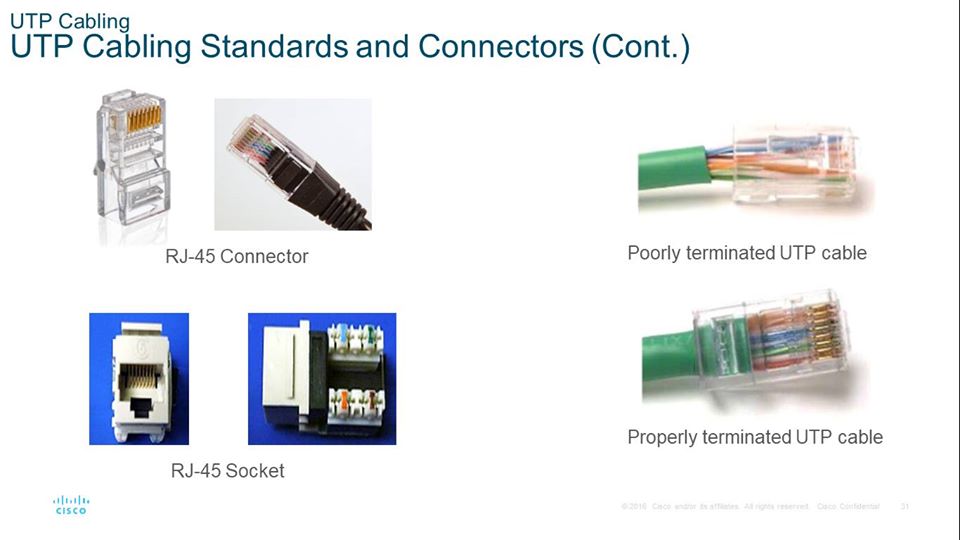 UTP Cabling
UTP Cabling Standards and Connectors (Cont.)
RJ-45 Connector
Poorly terminated UTP cable
6
Properly terminated UTP cable
RJ-45 Socket
CISCO
© 2016 Cisco and/or its affiliates. All rights reserved. Cisco Confidential 31